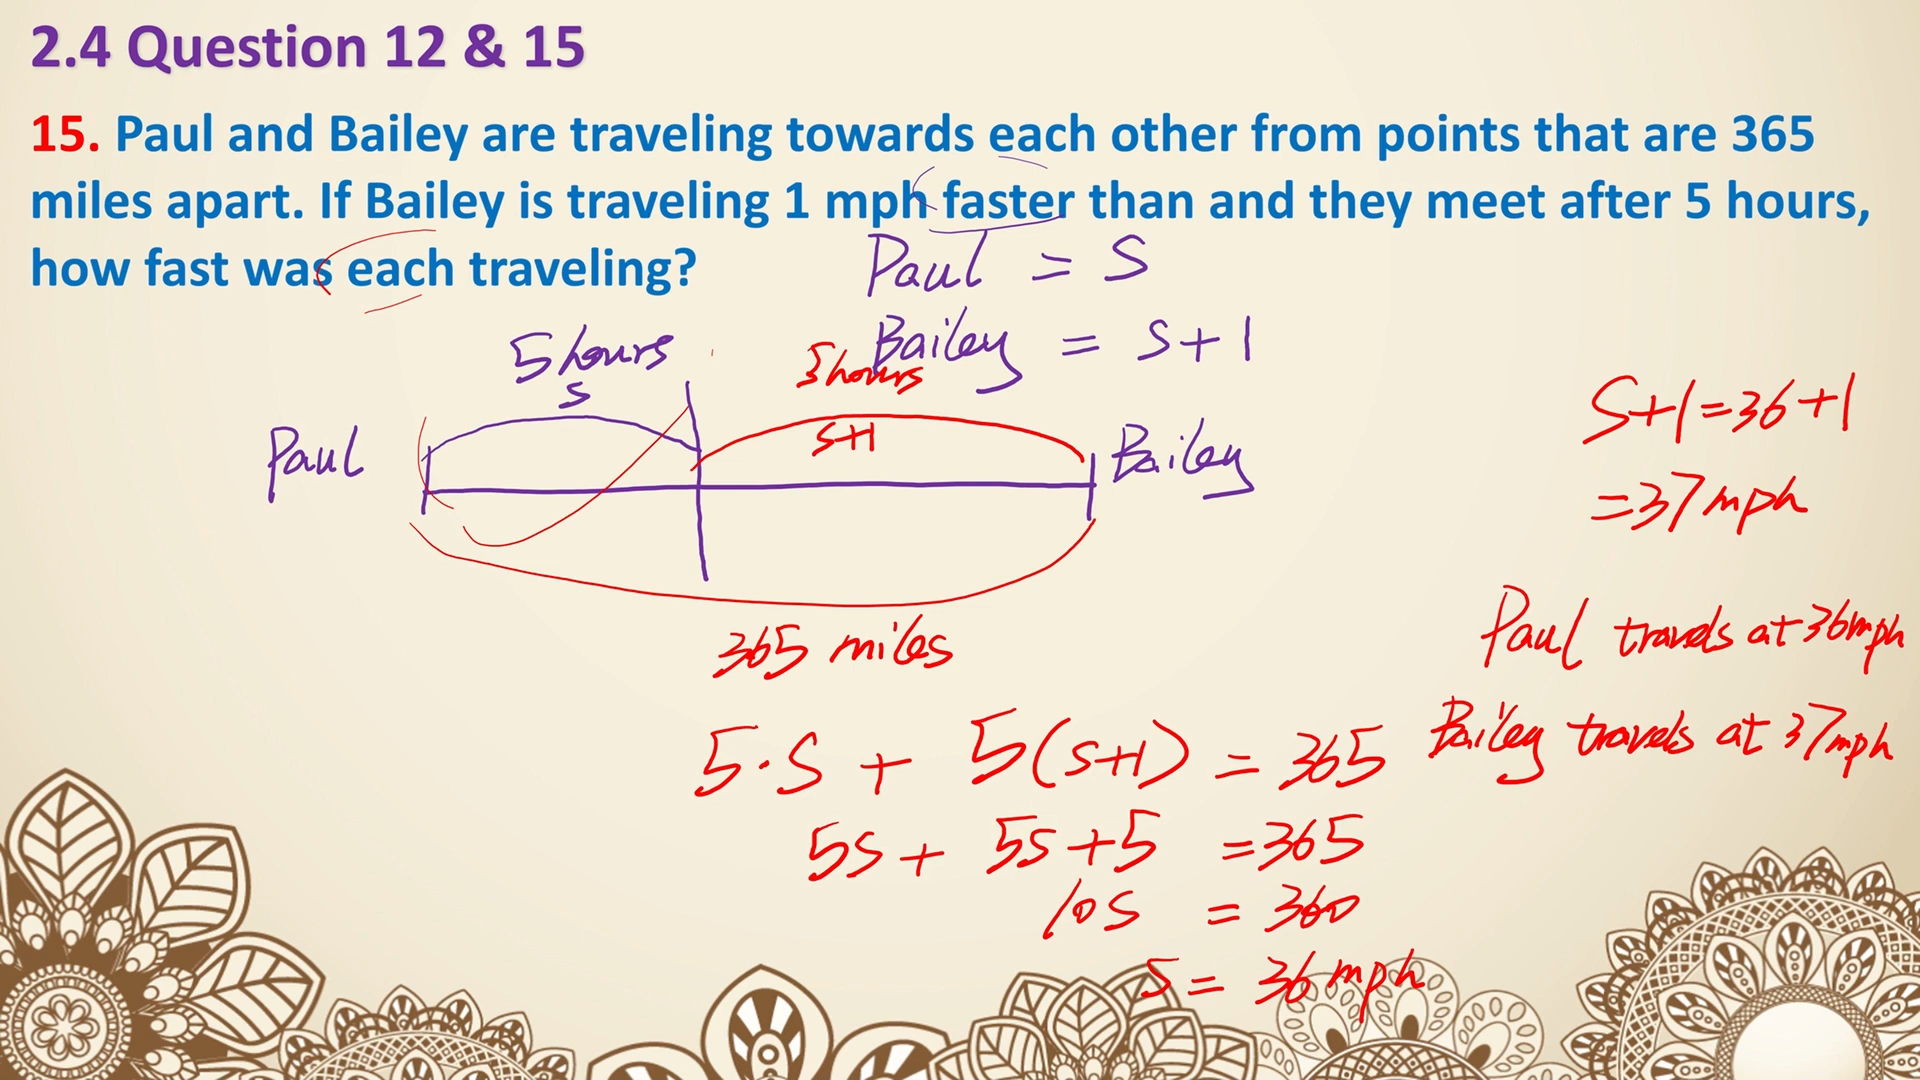 2.4 Question 12 & 15
15. Paul and Bailey are traveling towards each other from points that are 365
miles apart. If Bailey is traveling 1 mph faster than and they meet after 5 hours,
how fast was each traveling?
Paul = S
Bailey = S+1
5 hours
S
5 hours
S+1
Paul
Bailey
365 miles
5·S + 5(S+1) = 365
5S + 5S+5 =365
10S = 360
S = 36 mph
S+1=36+1
=37 mph
Paul travels at 36mph
Bailey travels at 37mph